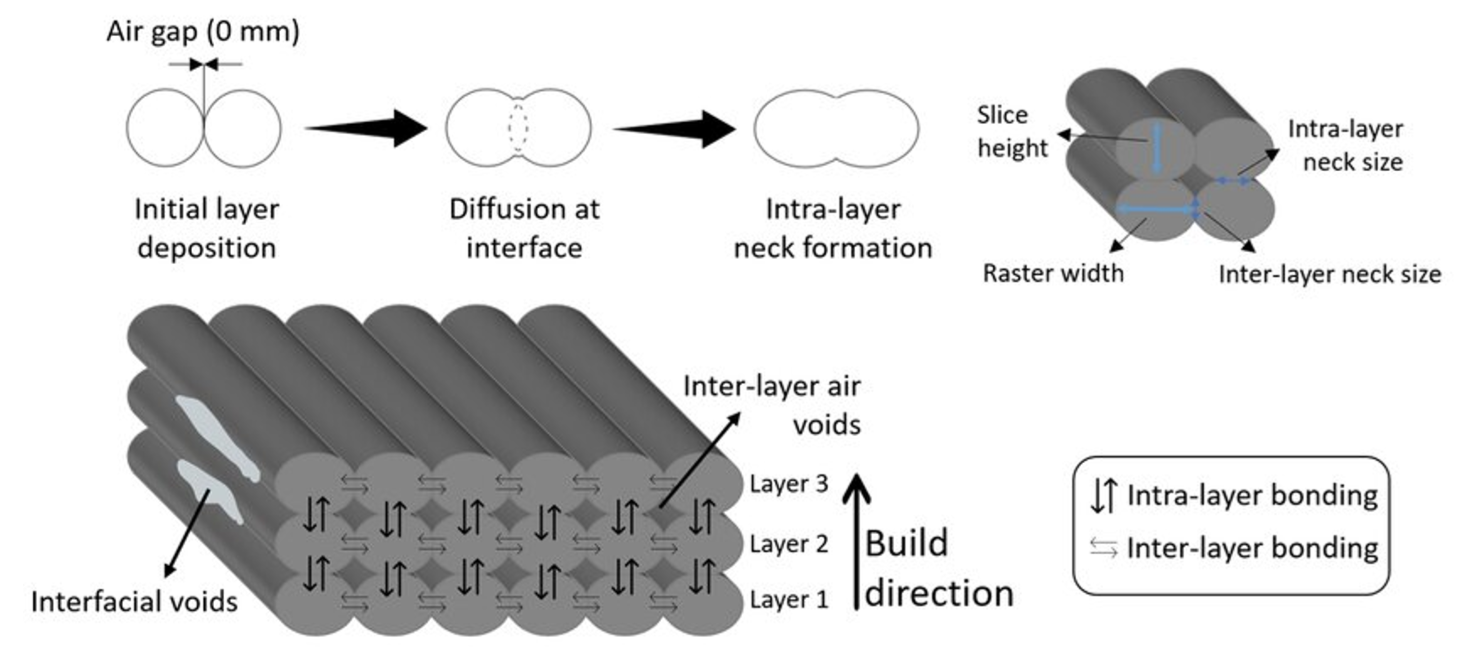 Air gap (0 mm)
Initial layer
deposition
Diffusion at
interface
Intra-layer
neck formation
Slice
height
Intra-layer
neck size
Raster width
Inter-layer neck size
Inter-layer air
voids
Interfacial voids
Layer 3
Layer 2
Layer 1
Build
direction
Intra-layer bonding
Inter-layer bonding